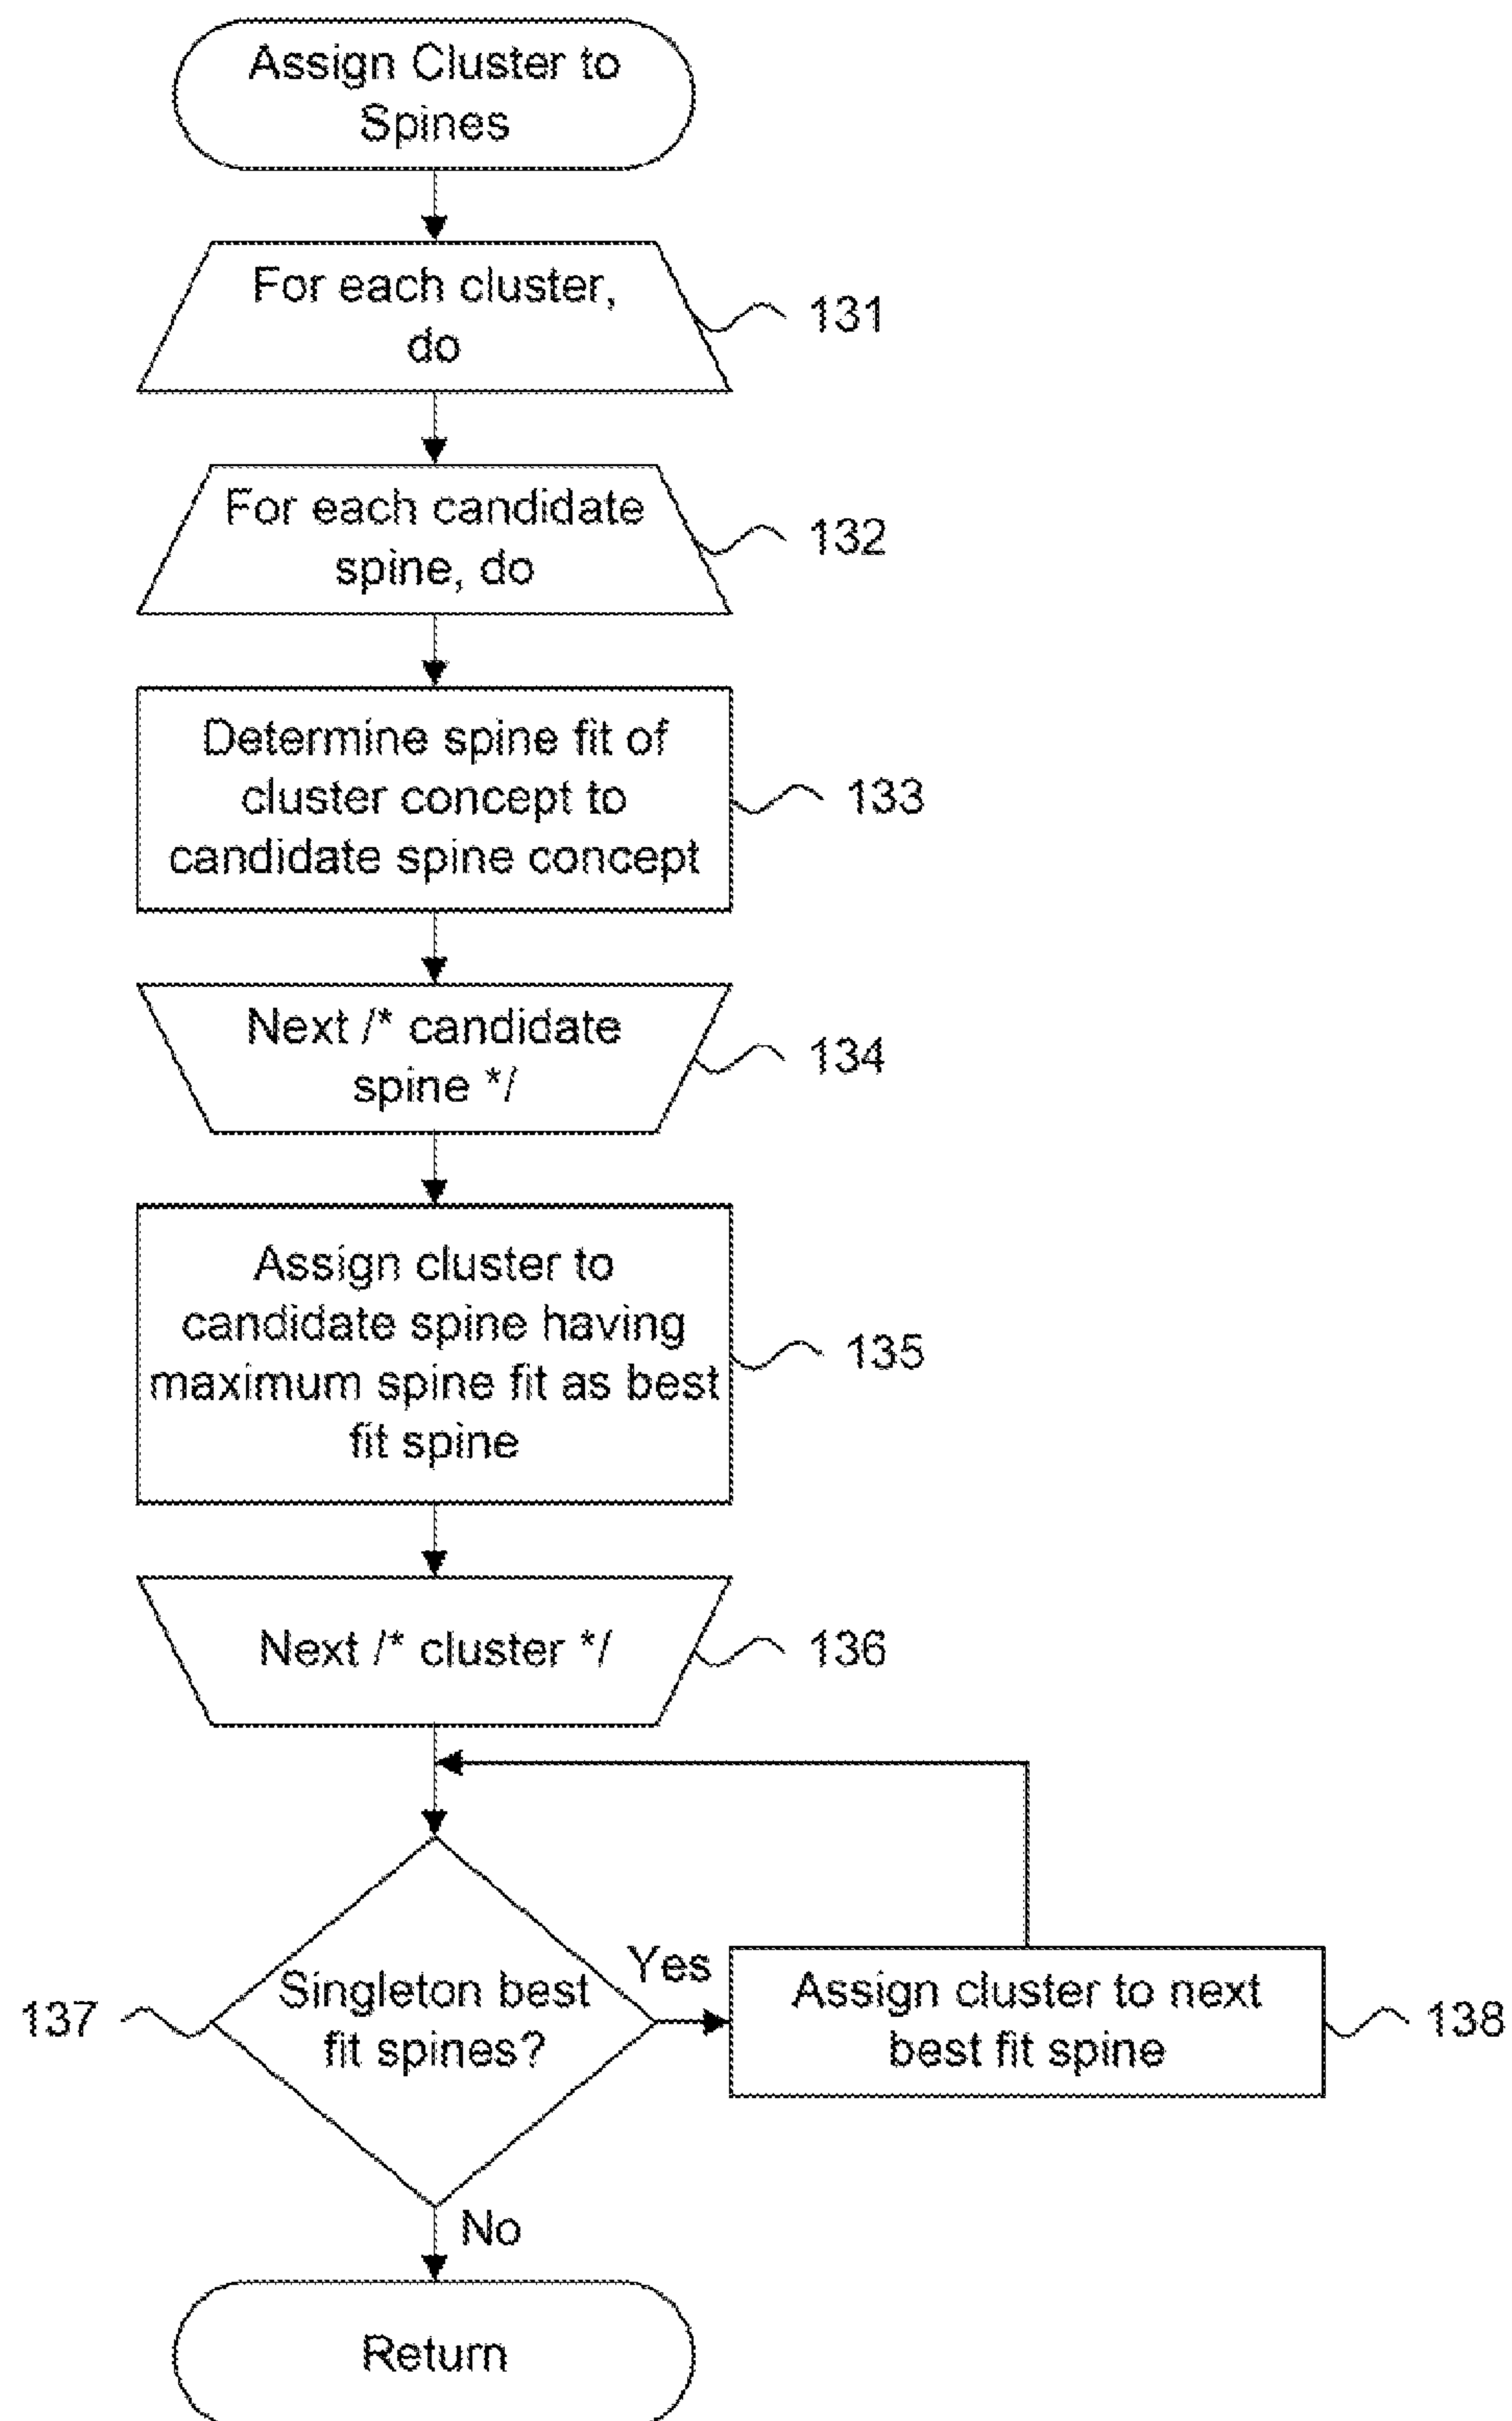 Assign Cluster to
Spines
For each cluster,
do
131
For each candidate
spine, do
132
Determine spine fit of
cluster concept to
candidate spine concept
133
Next /* candidate
spine */
134
Assign cluster to
candidate spine having
maximum spine fit as best
fit spine
135
Next /* cluster */
136
137
Singleton best
fit spines?
Yes
Assign cluster to next
best fit spine
138
No
Return